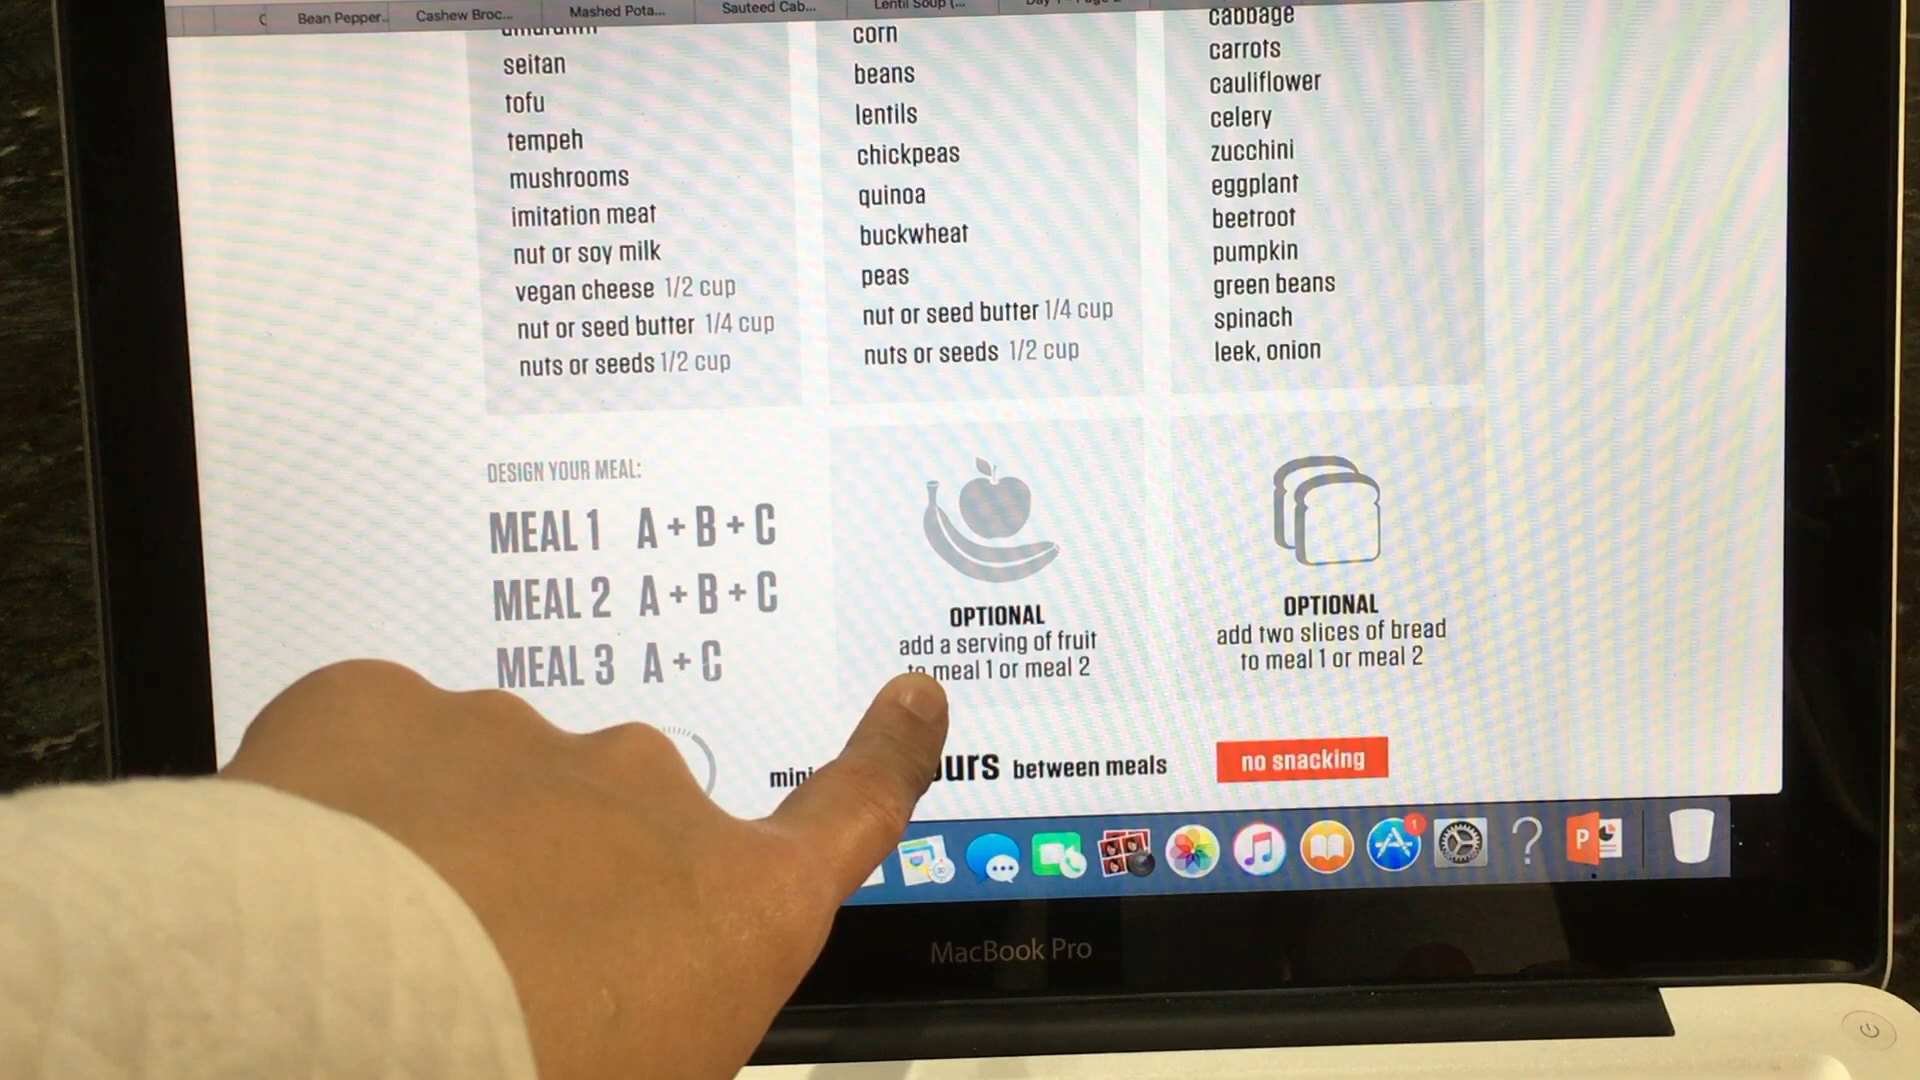 Bean Pepper...
Cashew Broc...
Mashed Pota...
Sauteed Cab...
Lentil Soup (...
amaranth
seitan
tofu
tempeh
mushrooms
imitation meat
nut or soy milk
vegan cheese 1/2 cup
nut or seed butter 1/4 cup
nuts or seeds 1/2 cup
corn
beans
lentils
chickpeas
quinoa
buckwheat
peas
nut or seed butter 1/4 cup
nuts or seeds 1/2 cup
cabbage
carrots
cauliflower
celery
zucchini
eggplant
beetroot
pumpkin
green beans
spinach
leek, onion
DESIGN YOUR MEAL:
MEAL 1 A + B + C
MEAL 2 A + B + C
MEAL 3 A + C
OPTIONAL
add a serving of fruit
to meal 1 or meal 2
OPTIONAL
add two slices of bread
to meal 1 or meal 2
between meals
no snacking
1
?
P
MacBook Pro